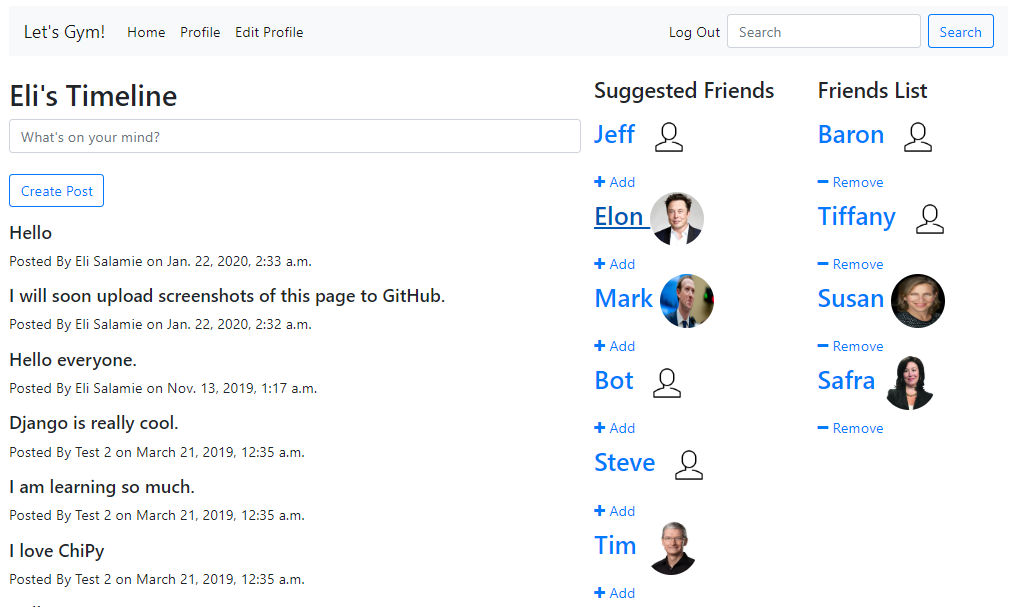 Let's Gym! Home Profile Edit Profile Log Out Search Search
Eli's Timeline
What's on your mind?
Create Post
Hello
Posted By Eli Salamie on Jan. 22, 2020, 2:33 a.m.
I will soon upload screenshots of this page to GitHub.
Posted By Eli Salamie on Jan. 22, 2020, 2:32 a.m.
Hello everyone.
Posted By Eli Salamie on Nov. 13, 2019, 1:17 a.m.
Django is really cool.
Posted By Test 2 on March 21, 2019, 12:35 a.m.
I am learning so much.
Posted By Test 2 on March 21, 2019, 12:35 a.m.
I love ChiPy
Posted By Test 2 on March 21, 2019, 12:35 a.m.
Suggested Friends
Jeff
+ Add
Elon
+ Add
Mark
+ Add
Bot
+ Add
Steve
+ Add
Tim
+ Add
Friends List
Baron
− Remove
Tiffany
− Remove
Susan
− Remove
Safra
− Remove